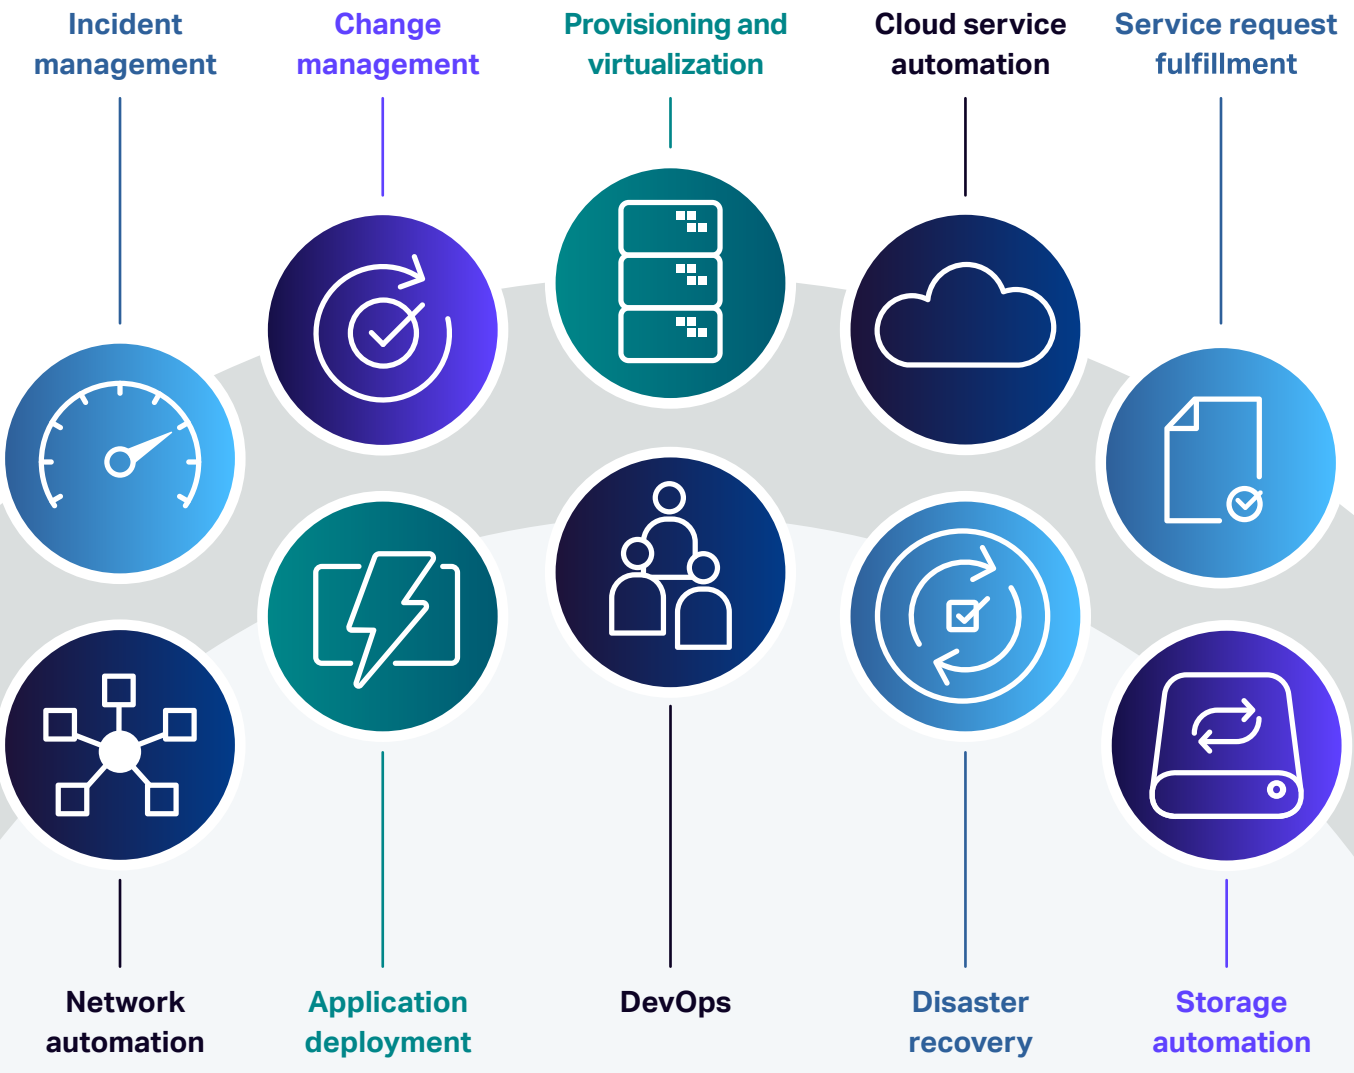 Incident
management
Change
management
Provisioning and
virtualization
Cloud service
automation
Service request
fulfillment
Network
automation
Application
deployment
DevOps
Disaster
recovery
Storage
automation